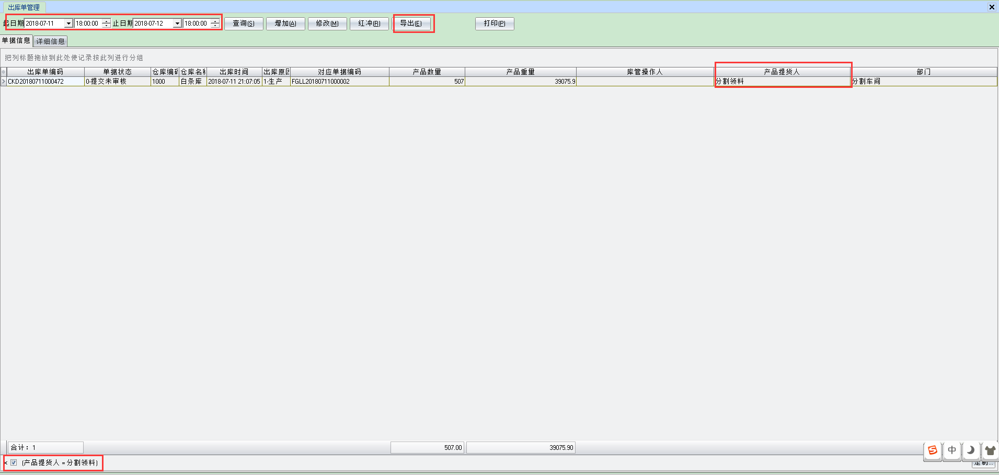 出库单管理
起日期 2018-07-11 18:00:00 止日期 2018-07-12 18:00:00 查询(S) 增加(A) 修改(M) 红冲(R) 导出(E) 打印(P)
单据信息 详细信息
把列标题拖放到此处使记录按此列进行分组
出库单编码 单据状态 仓库编码 仓库名称 出库时间 出库原因 对应单据编码 产品数量 产品重量 库管操作人 产品提货人 部门
CKD20180711000472 0-提交未审核 1000 白条库 2018-07-11 21:07:05 1-生产 FGLL20180711000002 507 39075.9 分割领料 分割车间
合计：1 507.00 39075.90
中
(产品提货人 = 分割领料)
定制...